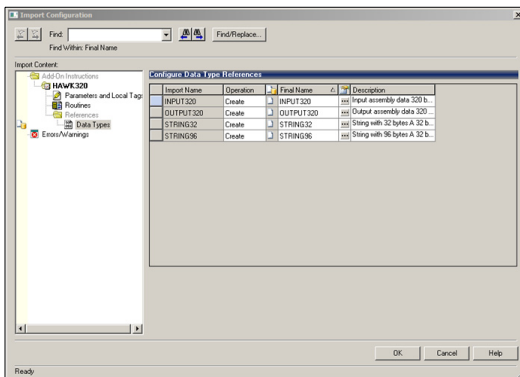 Import Configuration
Find:
Find/Replace...
Find Within: Final Name
Import Content:
Add-On Instructions
HAWK320
Parameters and Local Tags
Routines
References
Data Types
Errors/Warnings
Configure Data Type References
Import Name Operation Final Name Description
INPUT320 Create INPUT320 ... Input assembly data 320 b...
OUTPUT320 Create OUTPUT320 ... Output assembly data 320 ...
STRING32 Create STRING32 ... String with 32 bytes A 32 b...
STRING96 Create STRING96 ... String with 96 bytes A 32 b...
OK Cancel Help
Ready